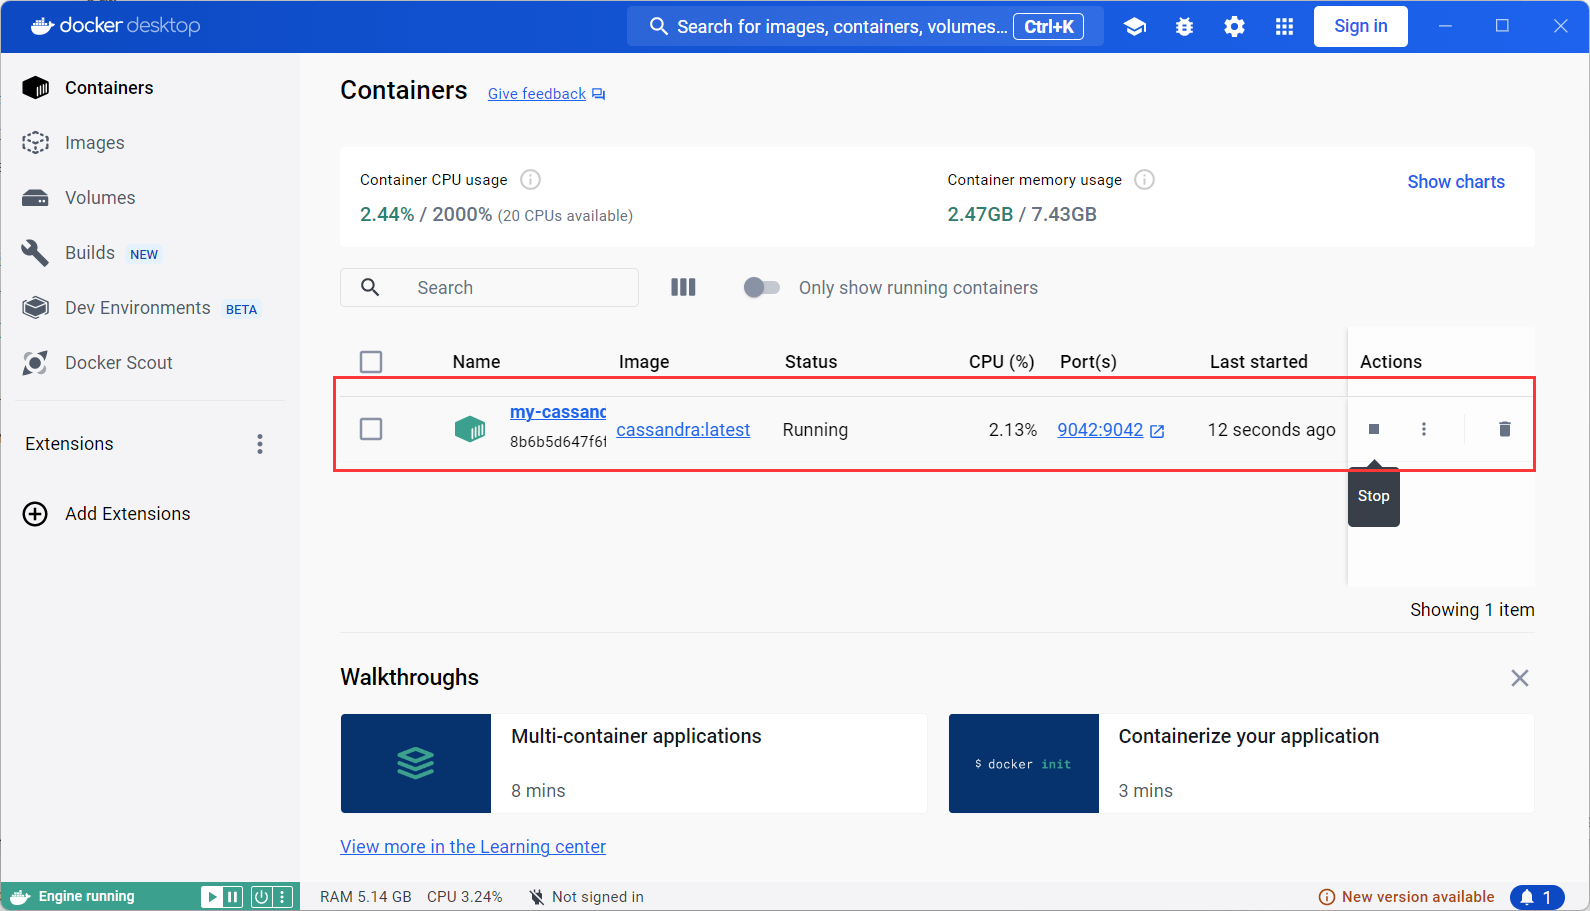 docker desktop
Search for images, containers, volumes... Ctrl+K
Sign in
Containers
Images
Volumes
Builds NEW
Dev Environments BETA
Docker Scout
Extensions
Add Extensions
Containers Give feedback
Container CPU usage
2.44% / 2000% (20 CPUs available)
Container memory usage
2.47GB / 7.43GB
Show charts
Search
Only show running containers
Name Image Status CPU (%) Port(s) Last started Actions
my-cassand
8b6b5d647f6f
cassandra:latest Running 2.13% 9042:9042 12 seconds ago
Stop
Showing 1 item
Walkthroughs
Multi-container applications
8 mins
$ docker init
Containerize your application
3 mins
View more in the Learning center
Engine running
RAM 5.14 GB CPU 3.24% Not signed in
New version available
1